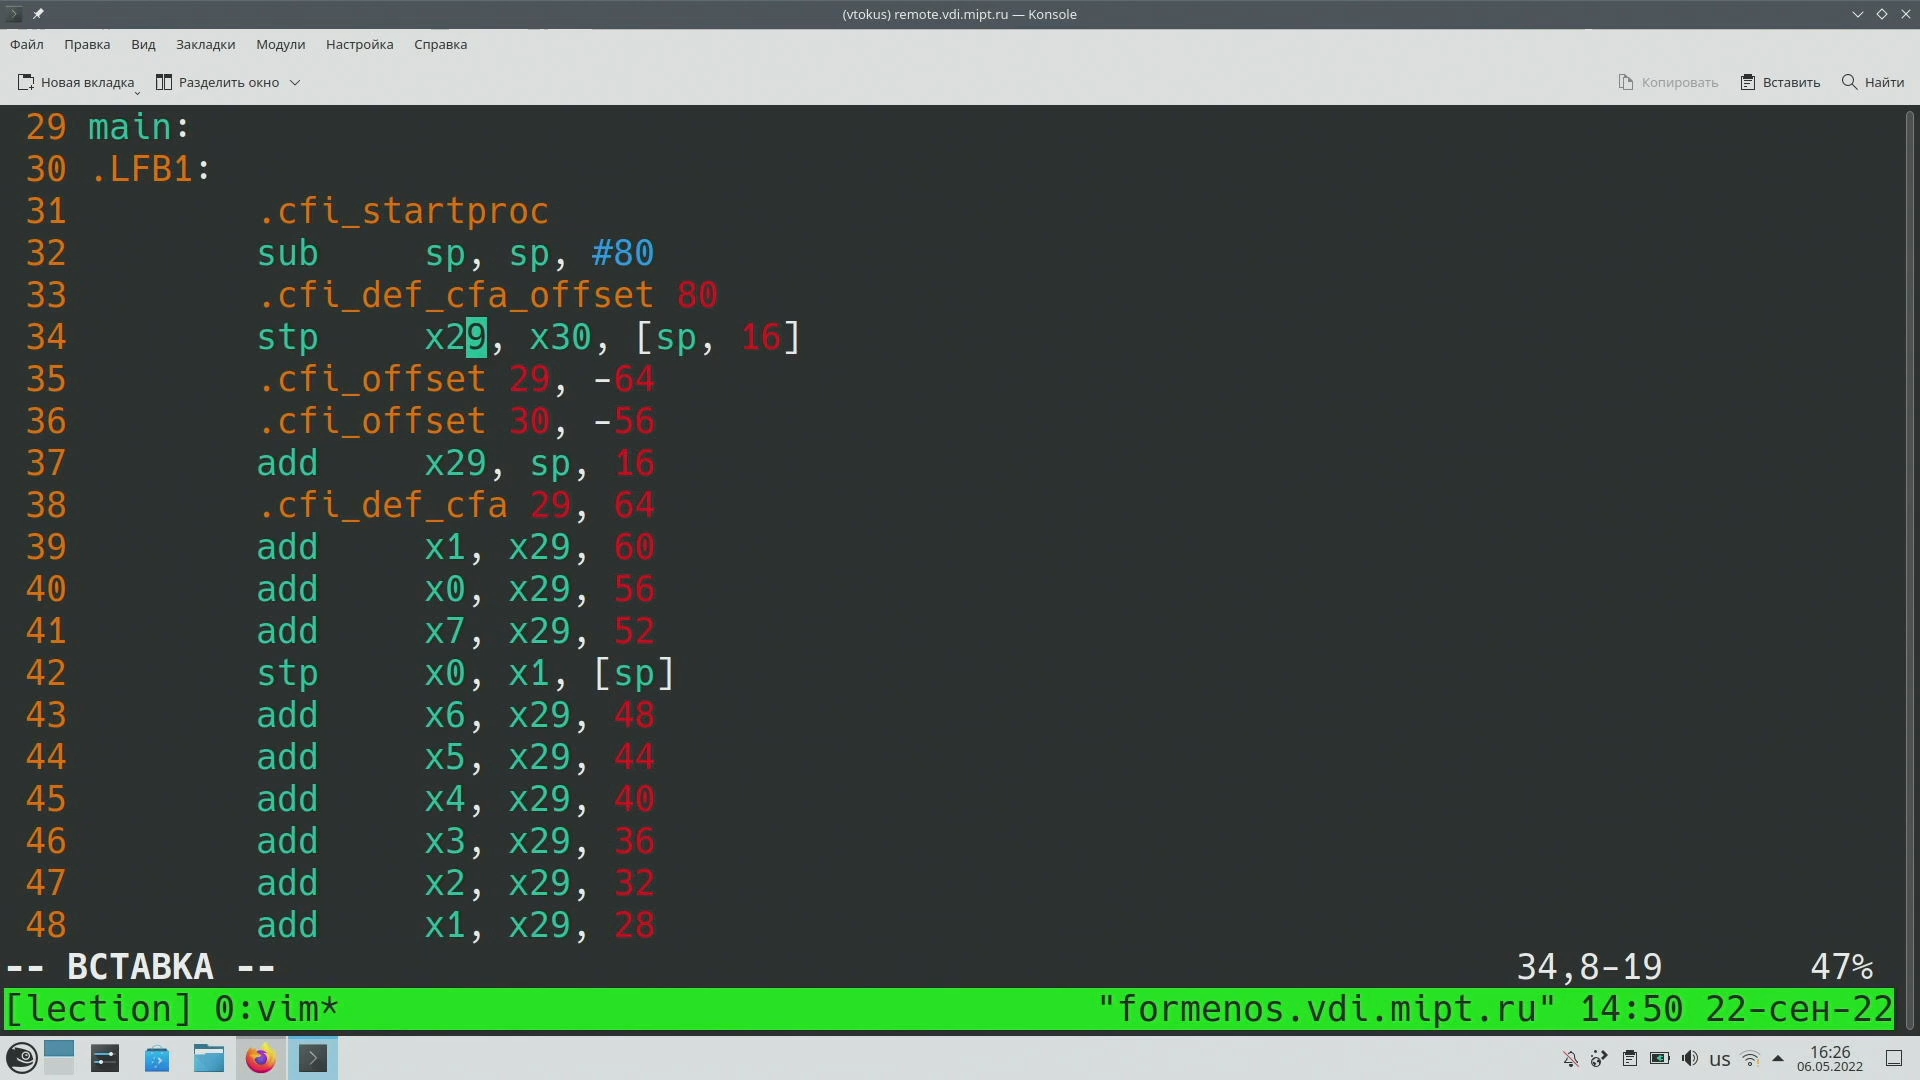 (vtokus) remote.vdi.mipt.ru — Konsole
Файл Правка Вид Закладки Модули Настройка Справка
Новая вкладка Разделить окно Копировать Вставить Найти
29 main:
30 .LFB1:
31 .cfi_startproc
32 sub sp, sp, #80
33 .cfi_def_cfa_offset 80
34 stp x29, x30, [sp, 16]
35 .cfi_offset 29, -64
36 .cfi_offset 30, -56
37 add x29, sp, 16
38 .cfi_def_cfa 29, 64
39 add x1, x29, 60
40 add x0, x29, 56
41 add x7, x29, 52
42 stp x0, x1, [sp]
43 add x6, x29, 48
44 add x5, x29, 44
45 add x4, x29, 40
46 add x3, x29, 36
47 add x2, x29, 32
48 add x1, x29, 28
-- ВСТАВКА -- 34,8-19 47%
[lection] 0:vim* "formenos.vdi.mipt.ru" 14:50 22-сен-22
us 16:26
06.05.2022